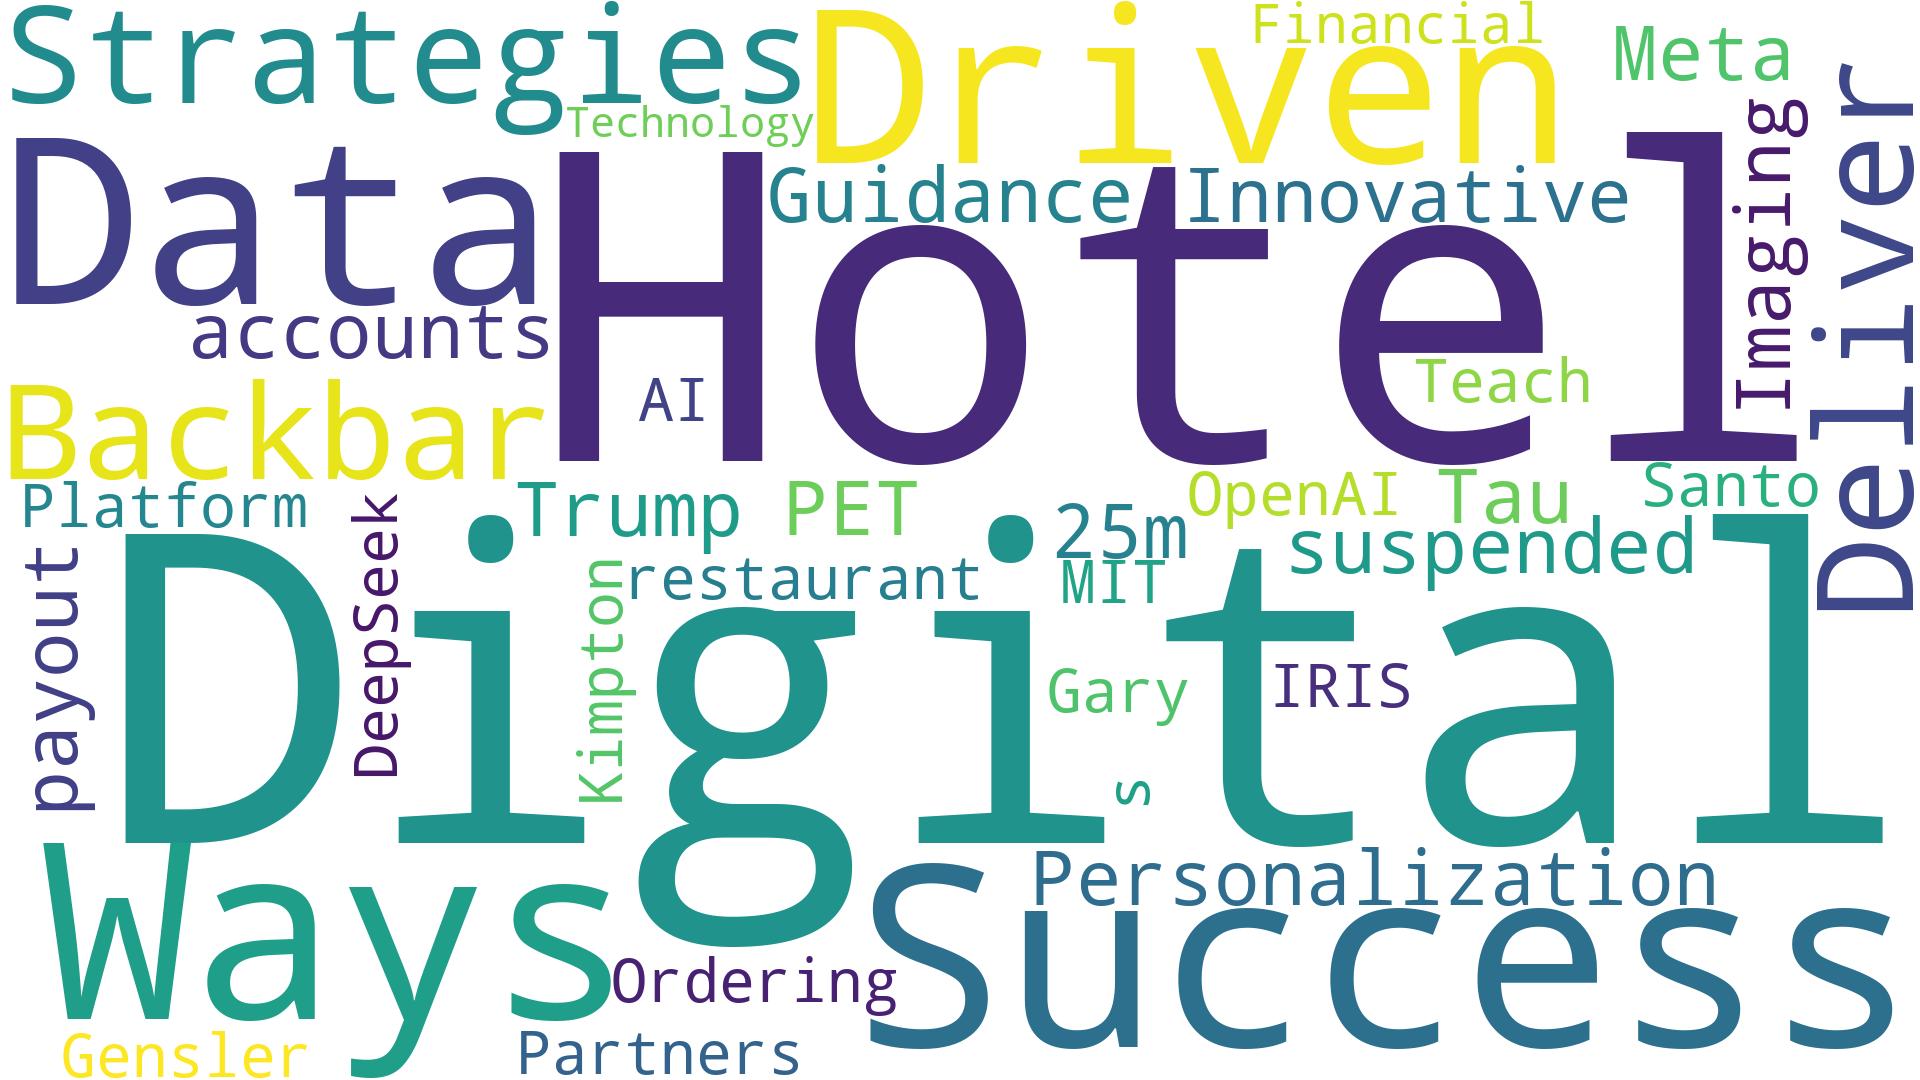 Strategies
Driven
Financial
Meta
Technology
Data
Hotel
Guidance
Innovative
Imaging
Deliver
accounts
AI
Teach
Backbar
Platform
DeepSeek
Trump
PET
25m
OpenAI
Tau
Santo
suspended
MIT
restaurant
Kimpton
payout
Digital
Gary
IRIS
s
Ways
Personalization
Success
Ordering
Gensler
Partners